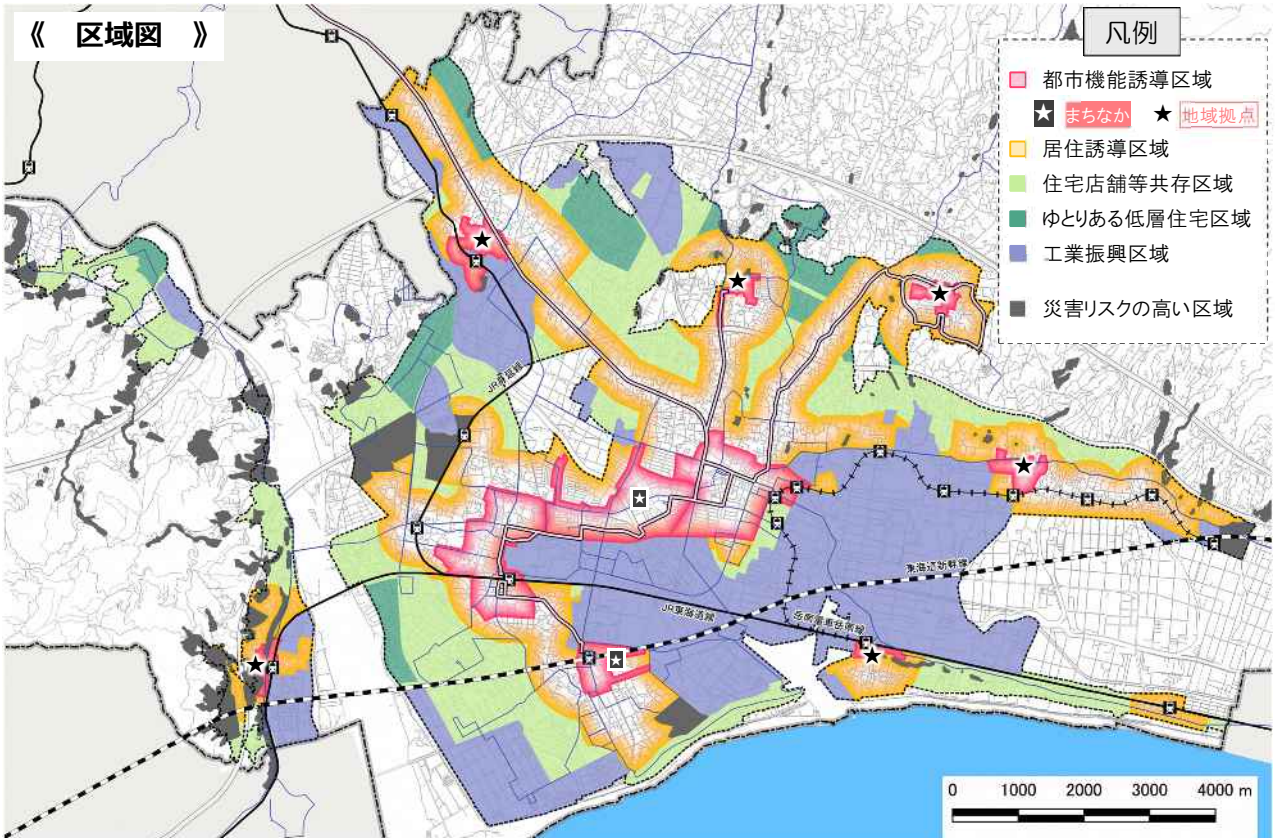 《 区域図 》
凡例
都市機能誘導区域
まちなか ★ 地域拠点
居住誘導区域
住宅店舗等共存区域
ゆとりある低層住宅区域
工業振興区域
災害リスクの高い区域
JR身延線
東海道新幹線
JR東海道線
岳南電車岳南線
0 1000 2000 3000 4000 m